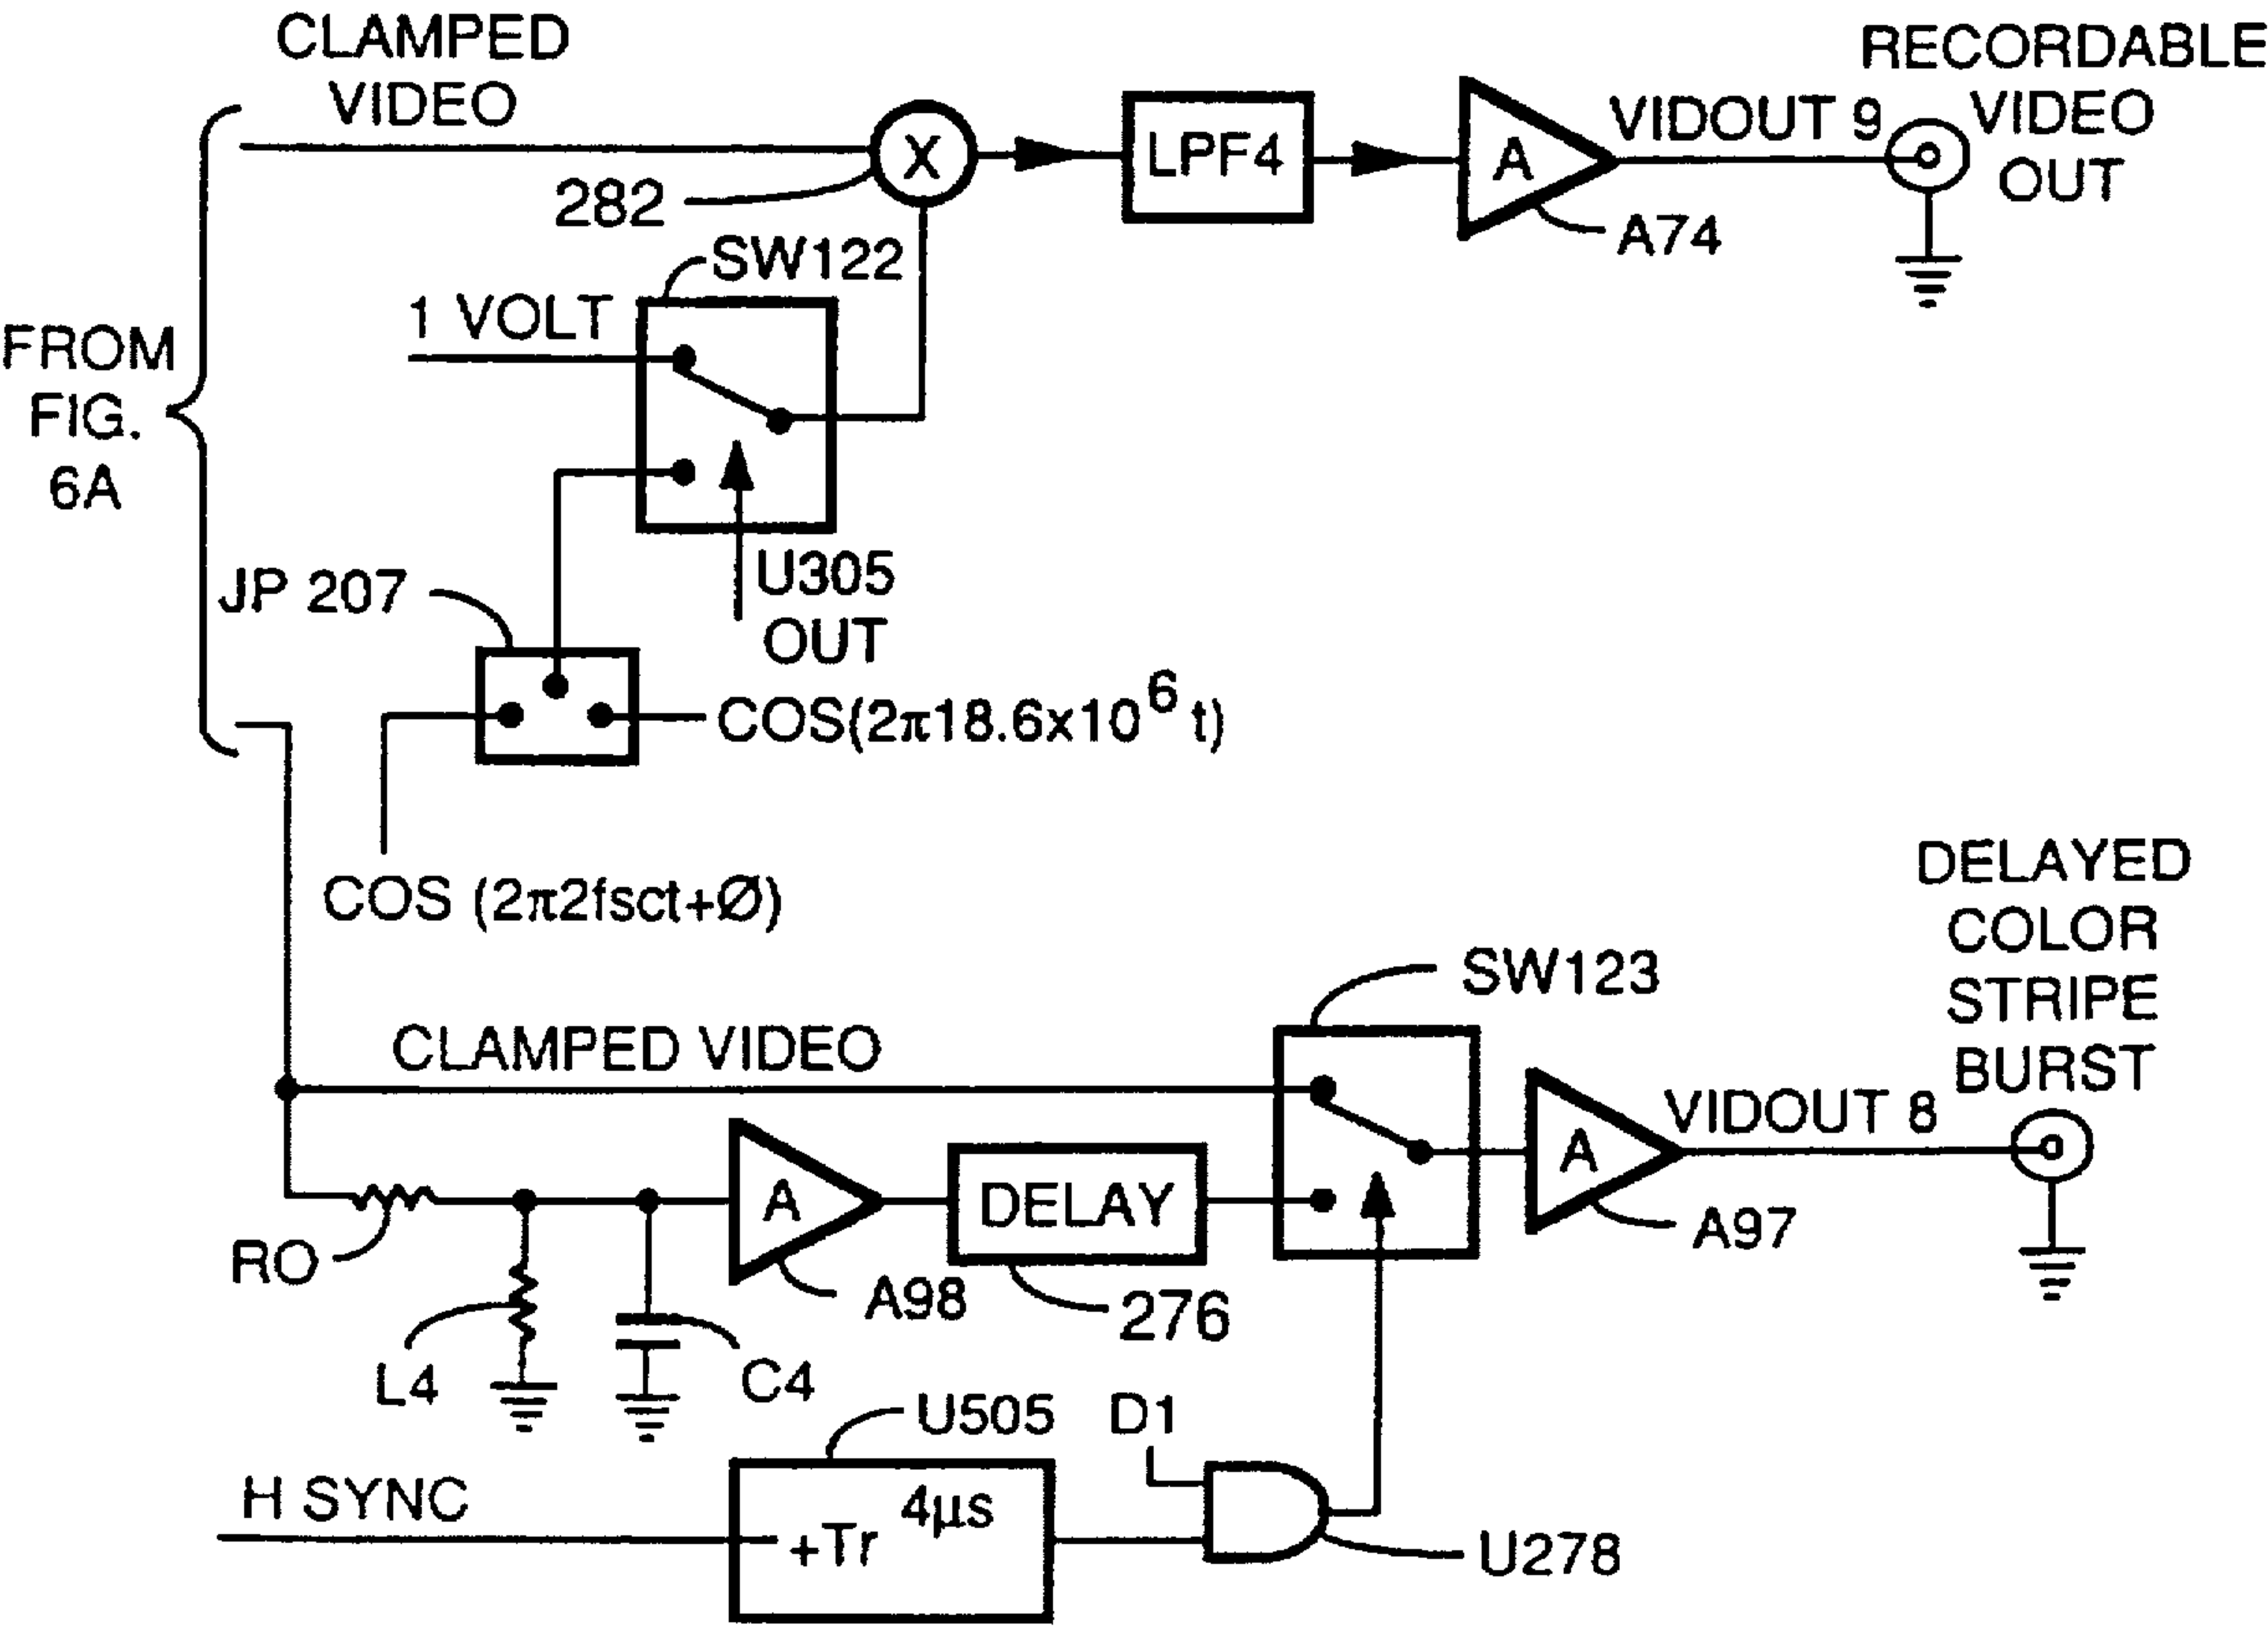 CLAMPED
VIDEO
RECORDABLE
VIDEO
OUT
X
LPF4
A
VIDOUT 9
282
A74
SW122
1 VOLT
FROM
FIG.
6A
U305
OUT
JP 207
COS(2π18.6x10⁶ t)
COS (2π2fsct+Ø)
DELAYED
COLOR
STRIPE
BURST
SW123
CLAMPED VIDEO
VIDOUT 8
A
DELAY
A
RO
A98
276
A97
L4
C4
U505
D1
H SYNC
4µs
+Tr
U278